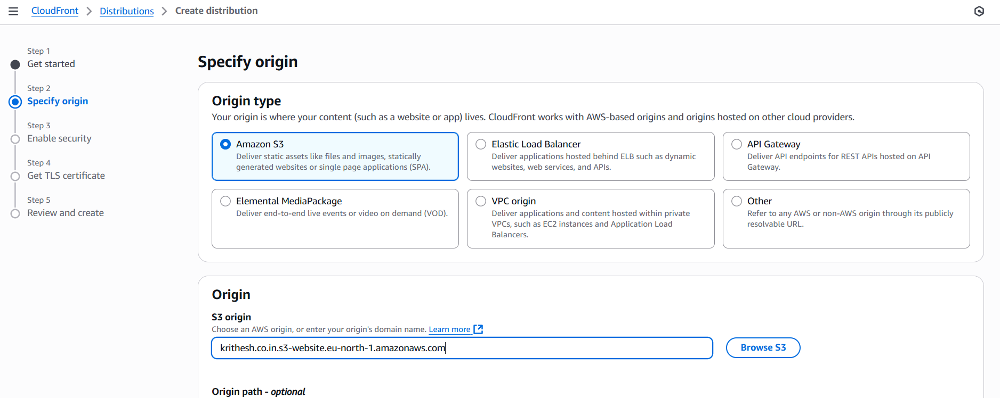 CloudFront > Distributions > Create distribution
Step 1
Get started
Step 2
Specify origin
Step 3
Enable security
Step 4
Get TLS certificate
Step 5
Review and create
Specify origin
Origin type
Your origin is where your content (such as a website or app) lives. CloudFront works with AWS-based origins and origins hosted on other cloud providers.
Amazon S3
Deliver static assets like files and images, statically
generated websites or single page applications (SPA).
Elastic Load Balancer
Deliver applications hosted behind ELB such as dynamic
websites, web services, and APIs.
API Gateway
Deliver API endpoints for REST APIs hosted on API
Gateway.
Elemental MediaPackage
Deliver end-to-end live events or video on demand (VOD).
VPC origin
Deliver applications and content hosted within private
VPCs, such as EC2 instances and Application Load
Balancers.
Other
Refer to any AWS or non-AWS origin through its publicly
resolvable URL.
Origin
S3 origin
Choose an AWS origin, or enter your origin's domain name. Learn more
krithesh.co.in.s3-website.eu-north-1.amazonaws.com
Browse S3
Origin path - optional